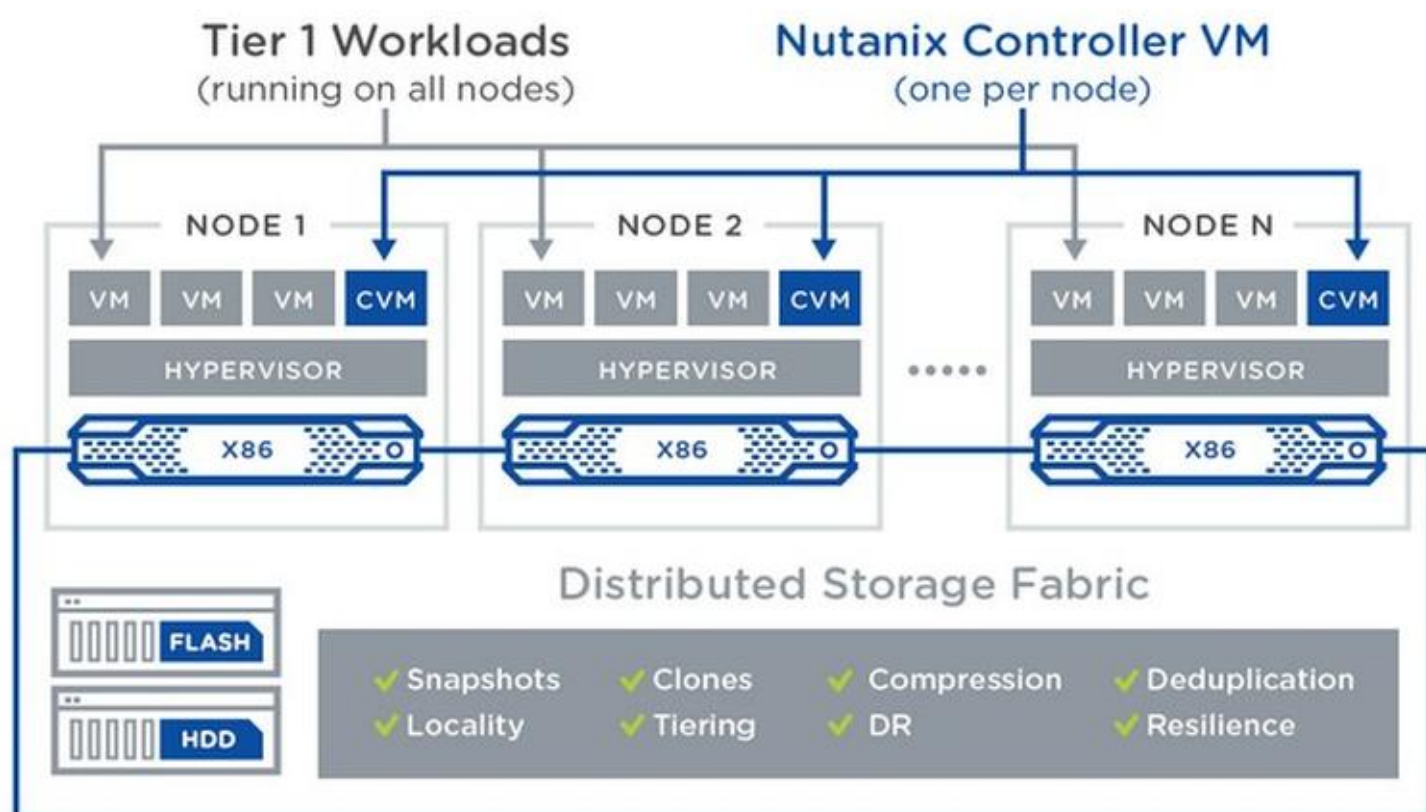 Tier 1 Workloads
(running on all nodes)
Nutanix Controller VM
(one per node)
NODE 1
NODE 2
NODE N
VM VM VM CVM
VM VM VM CVM
VM VM VM CVM
HYPERVISOR
HYPERVISOR
HYPERVISOR
X86
X86
X86
Distributed Storage Fabric
FLASH
HDD
Snapshots Clones Compression Deduplication
Locality Tiering DR Resilience